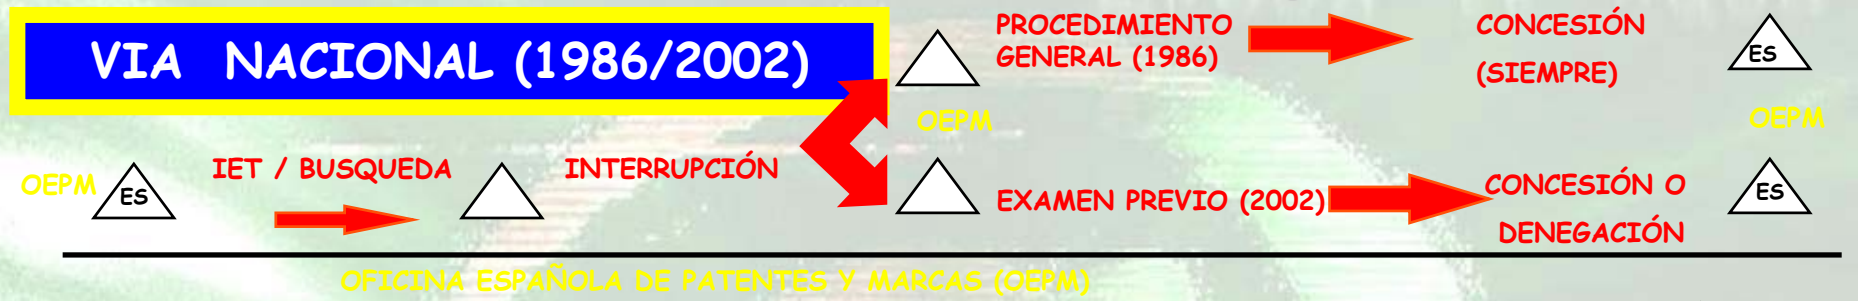 VIA NACIONAL (1986/2002)
PROCEDIMIENTO
GENERAL (1986)
CONCESIÓN
(SIEMPRE)
ES
OEPM
OEPM
OEPM
ES
IET / BUSQUEDA
INTERRUPCIÓN
EXAMEN PREVIO (2002)
CONCESIÓN O
DENEGACIÓN
ES
OFICINA ESPAÑOLA DE PATENTES Y MARCAS (OEPM)